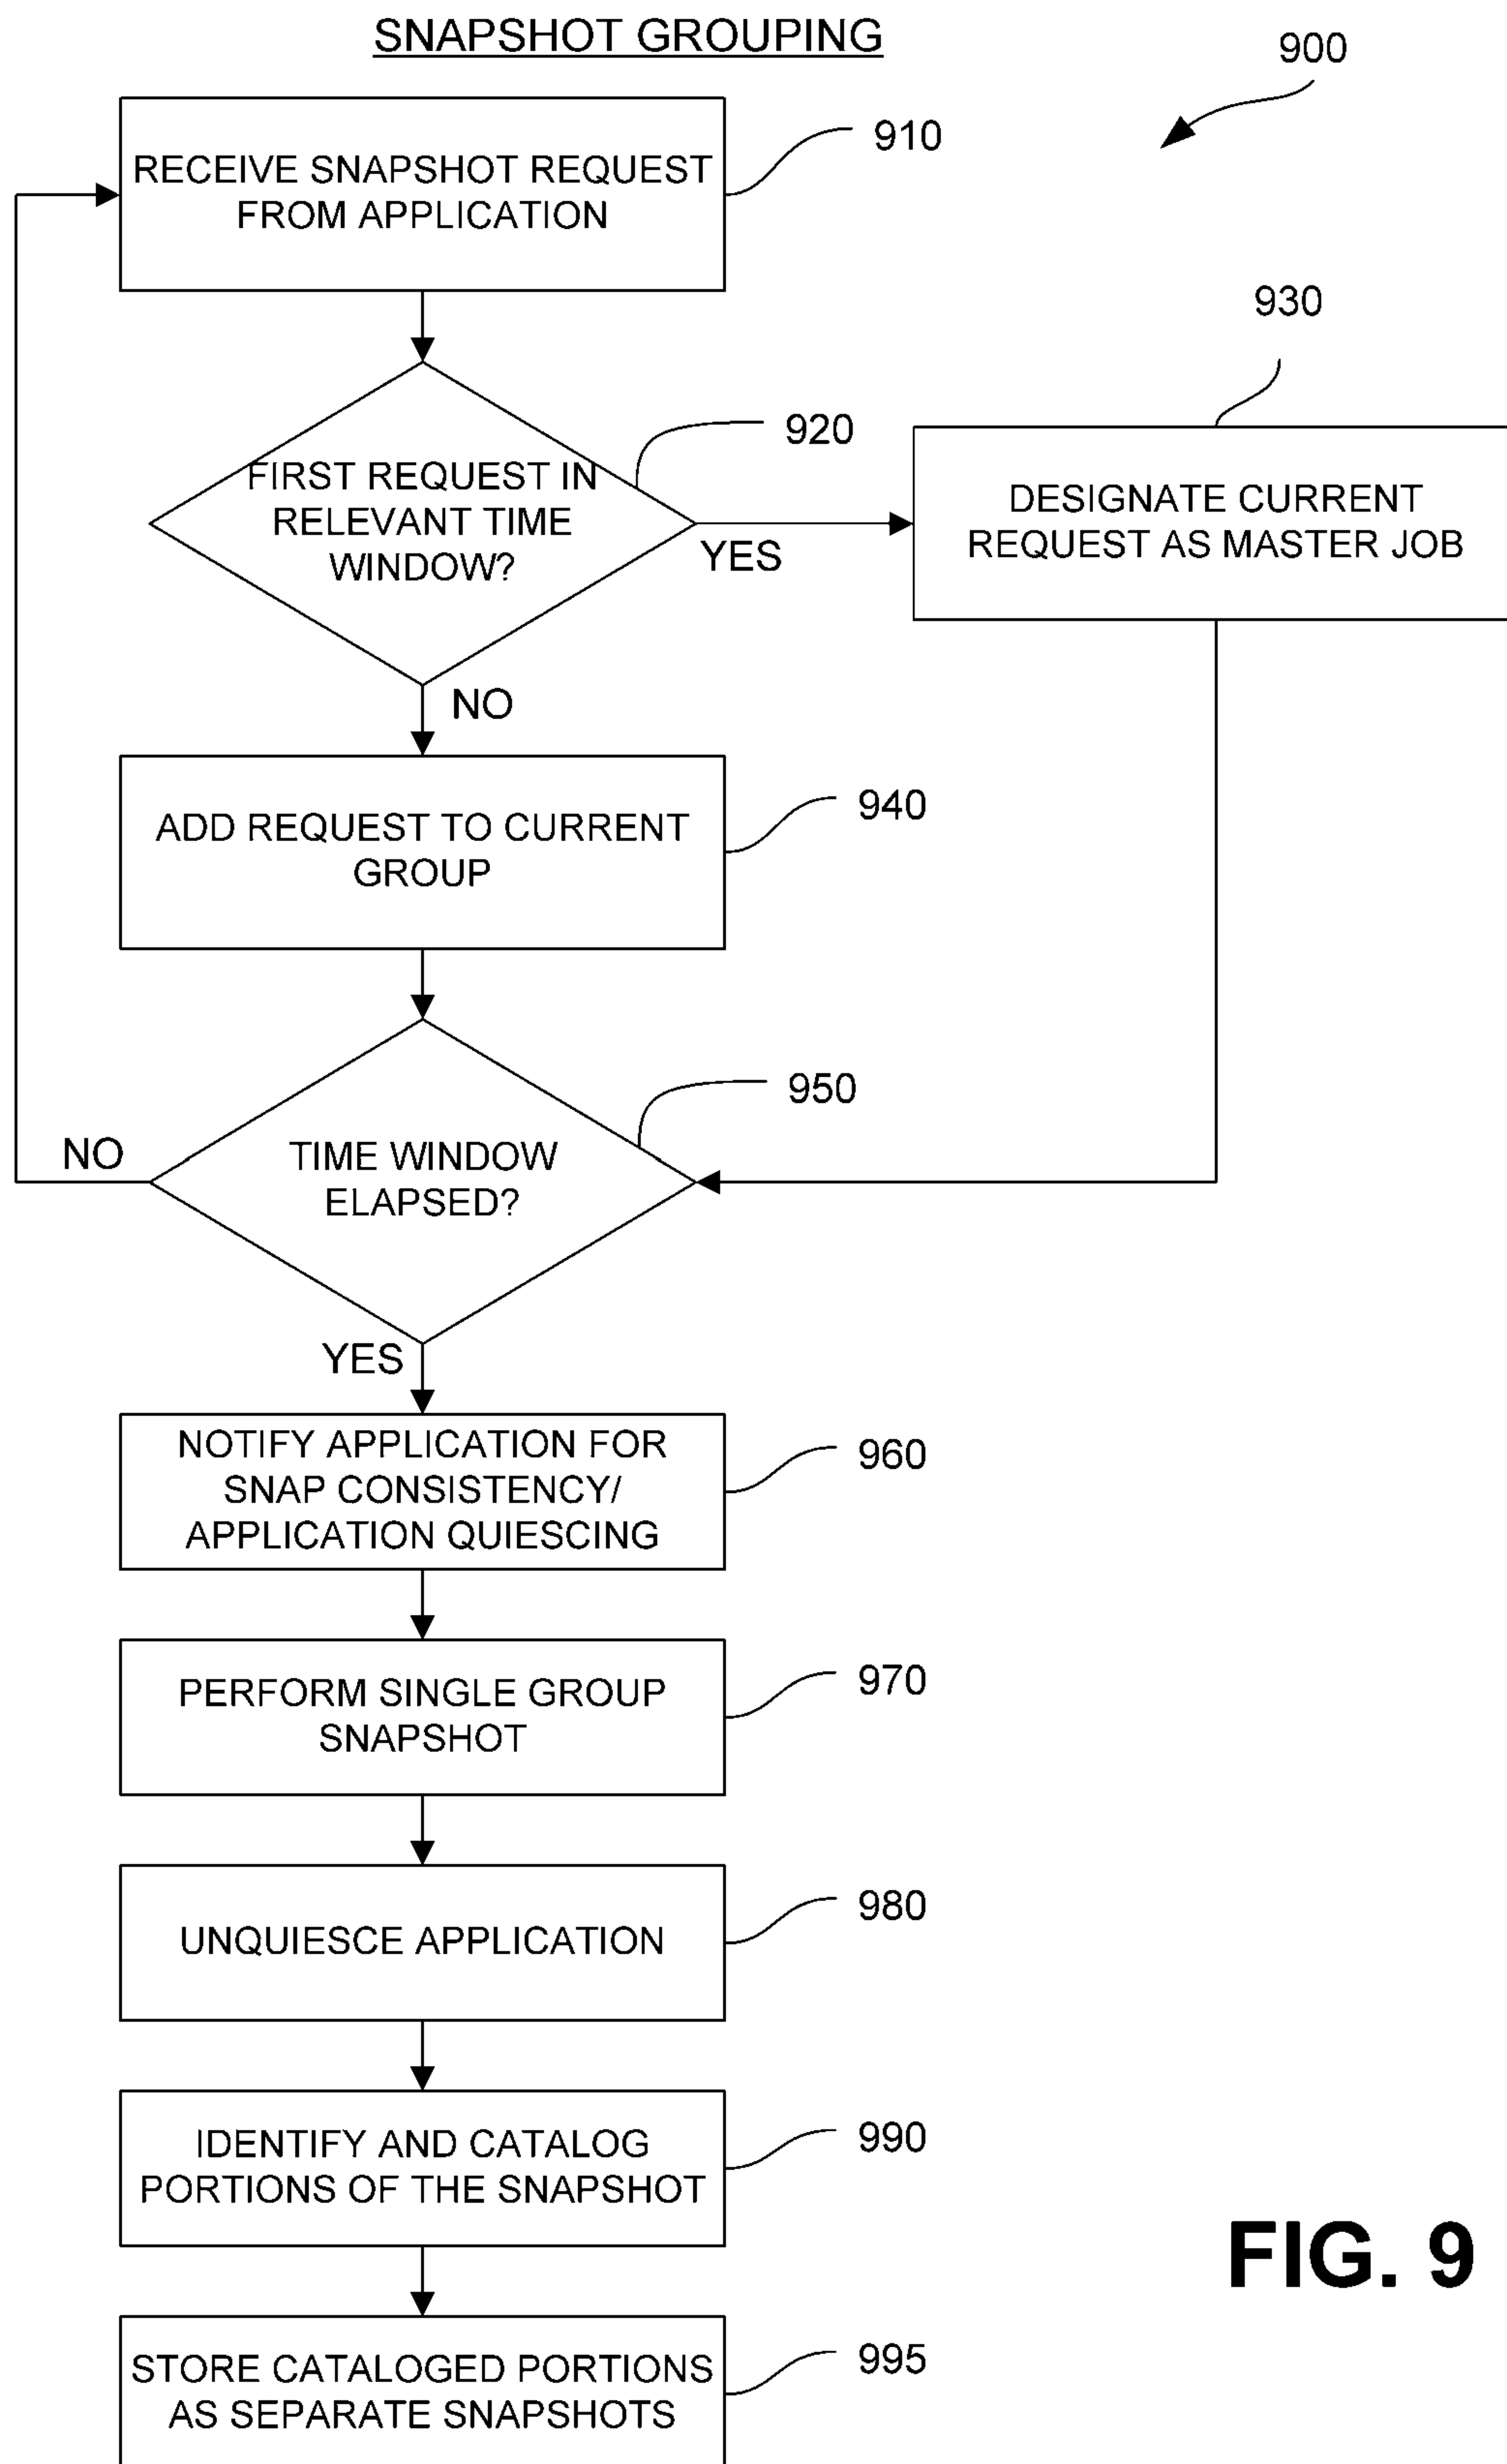 SNAPSHOT GROUPING
900
RECEIVE SNAPSHOT REQUEST
FROM APPLICATION
910
FIRST REQUEST IN
RELEVANT TIME
WINDOW?
920
YES
930
DESIGNATE CURRENT
REQUEST AS MASTER JOB
NO
ADD REQUEST TO CURRENT
GROUP
940
TIME WINDOW
ELAPSED?
950
NO
YES
NOTIFY APPLICATION FOR
SNAP CONSISTENCY/
APPLICATION QUIESCING
960
PERFORM SINGLE GROUP
SNAPSHOT
970
UNQUIESCE APPLICATION
980
IDENTIFY AND CATALOG
PORTIONS OF THE SNAPSHOT
990
STORE CATALOGED PORTIONS
AS SEPARATE SNAPSHOTS
995
FIG. 9